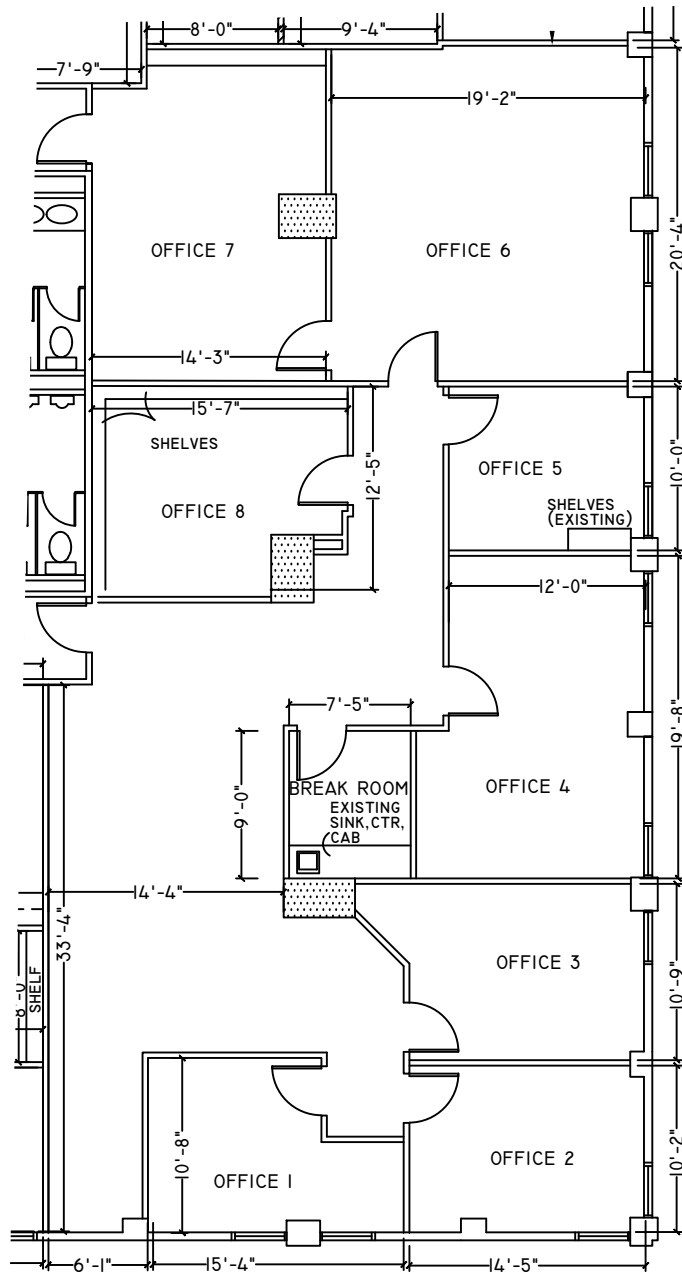 8'-0"
9'-4"
7'-9"
19'-2"
20'-4"
OFFICE 7
OFFICE 6
14'-3"
15'-7"
SHELVES
12'-5"
10'-0"
OFFICE 5
OFFICE 8
SHELVES
(EXISTING)
12'-0"
7'-5"
19'-8"
9'-0"
BREAK ROOM
OFFICE 4
EXISTING
SINK,CTR,
CAB
14'-4"
33'-4"
OFFICE 3
10'-9"
8'-0
SHELF
10'-8"
OFFICE 2
10'-2"
OFFICE 1
6'-1"
15'-4"
14'-5"